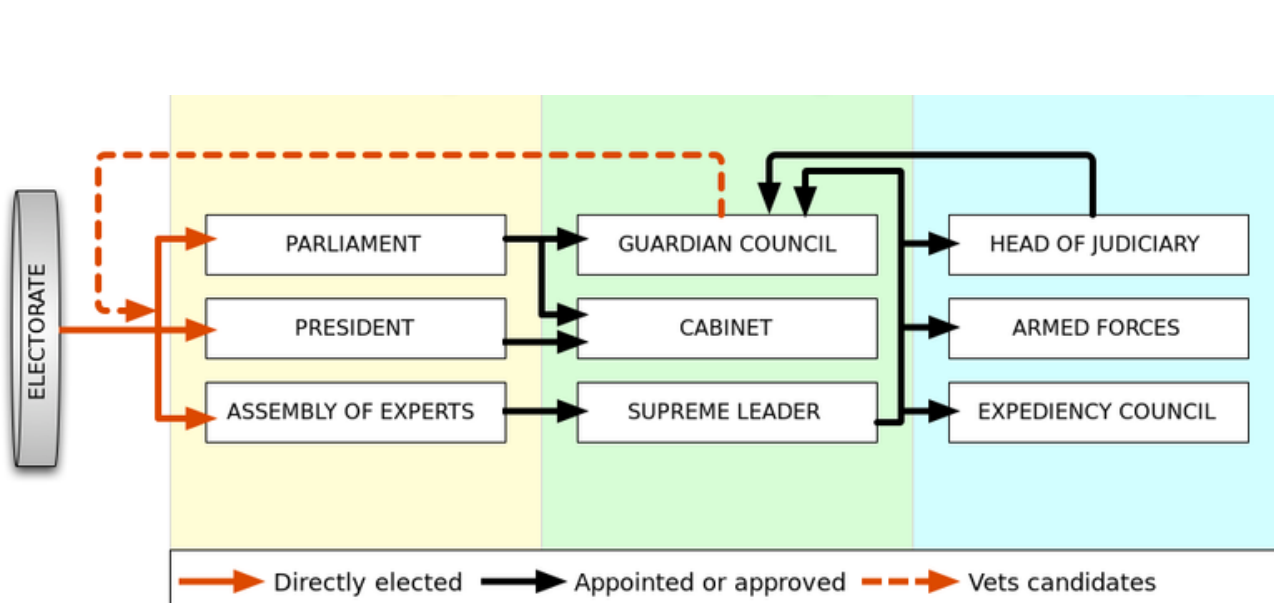 ELECTORATE
PARLIAMENT
GUARDIAN COUNCIL
HEAD OF JUDICIARY
PRESIDENT
CABINET
ARMED FORCES
ASSEMBLY OF EXPERTS
SUPREME LEADER
EXPEDIENCY COUNCIL
Directly elected
Appointed or approved
Vets candidates